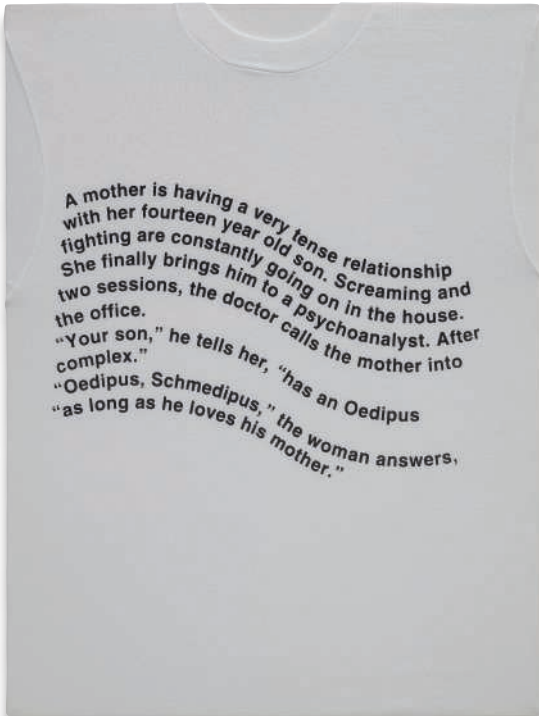 A mother is having a very tense relationship
with her fourteen year old son. Screaming and
fighting are constantly going on in the house.
She finally brings him to a psychoanalyst. After
two sessions, the doctor calls the mother into
the office.
“Your son,” he tells her, “has an Oedipus
complex.”
“Oedipus, Schmedipus,” the woman answers,
“as long as he loves his mother.”